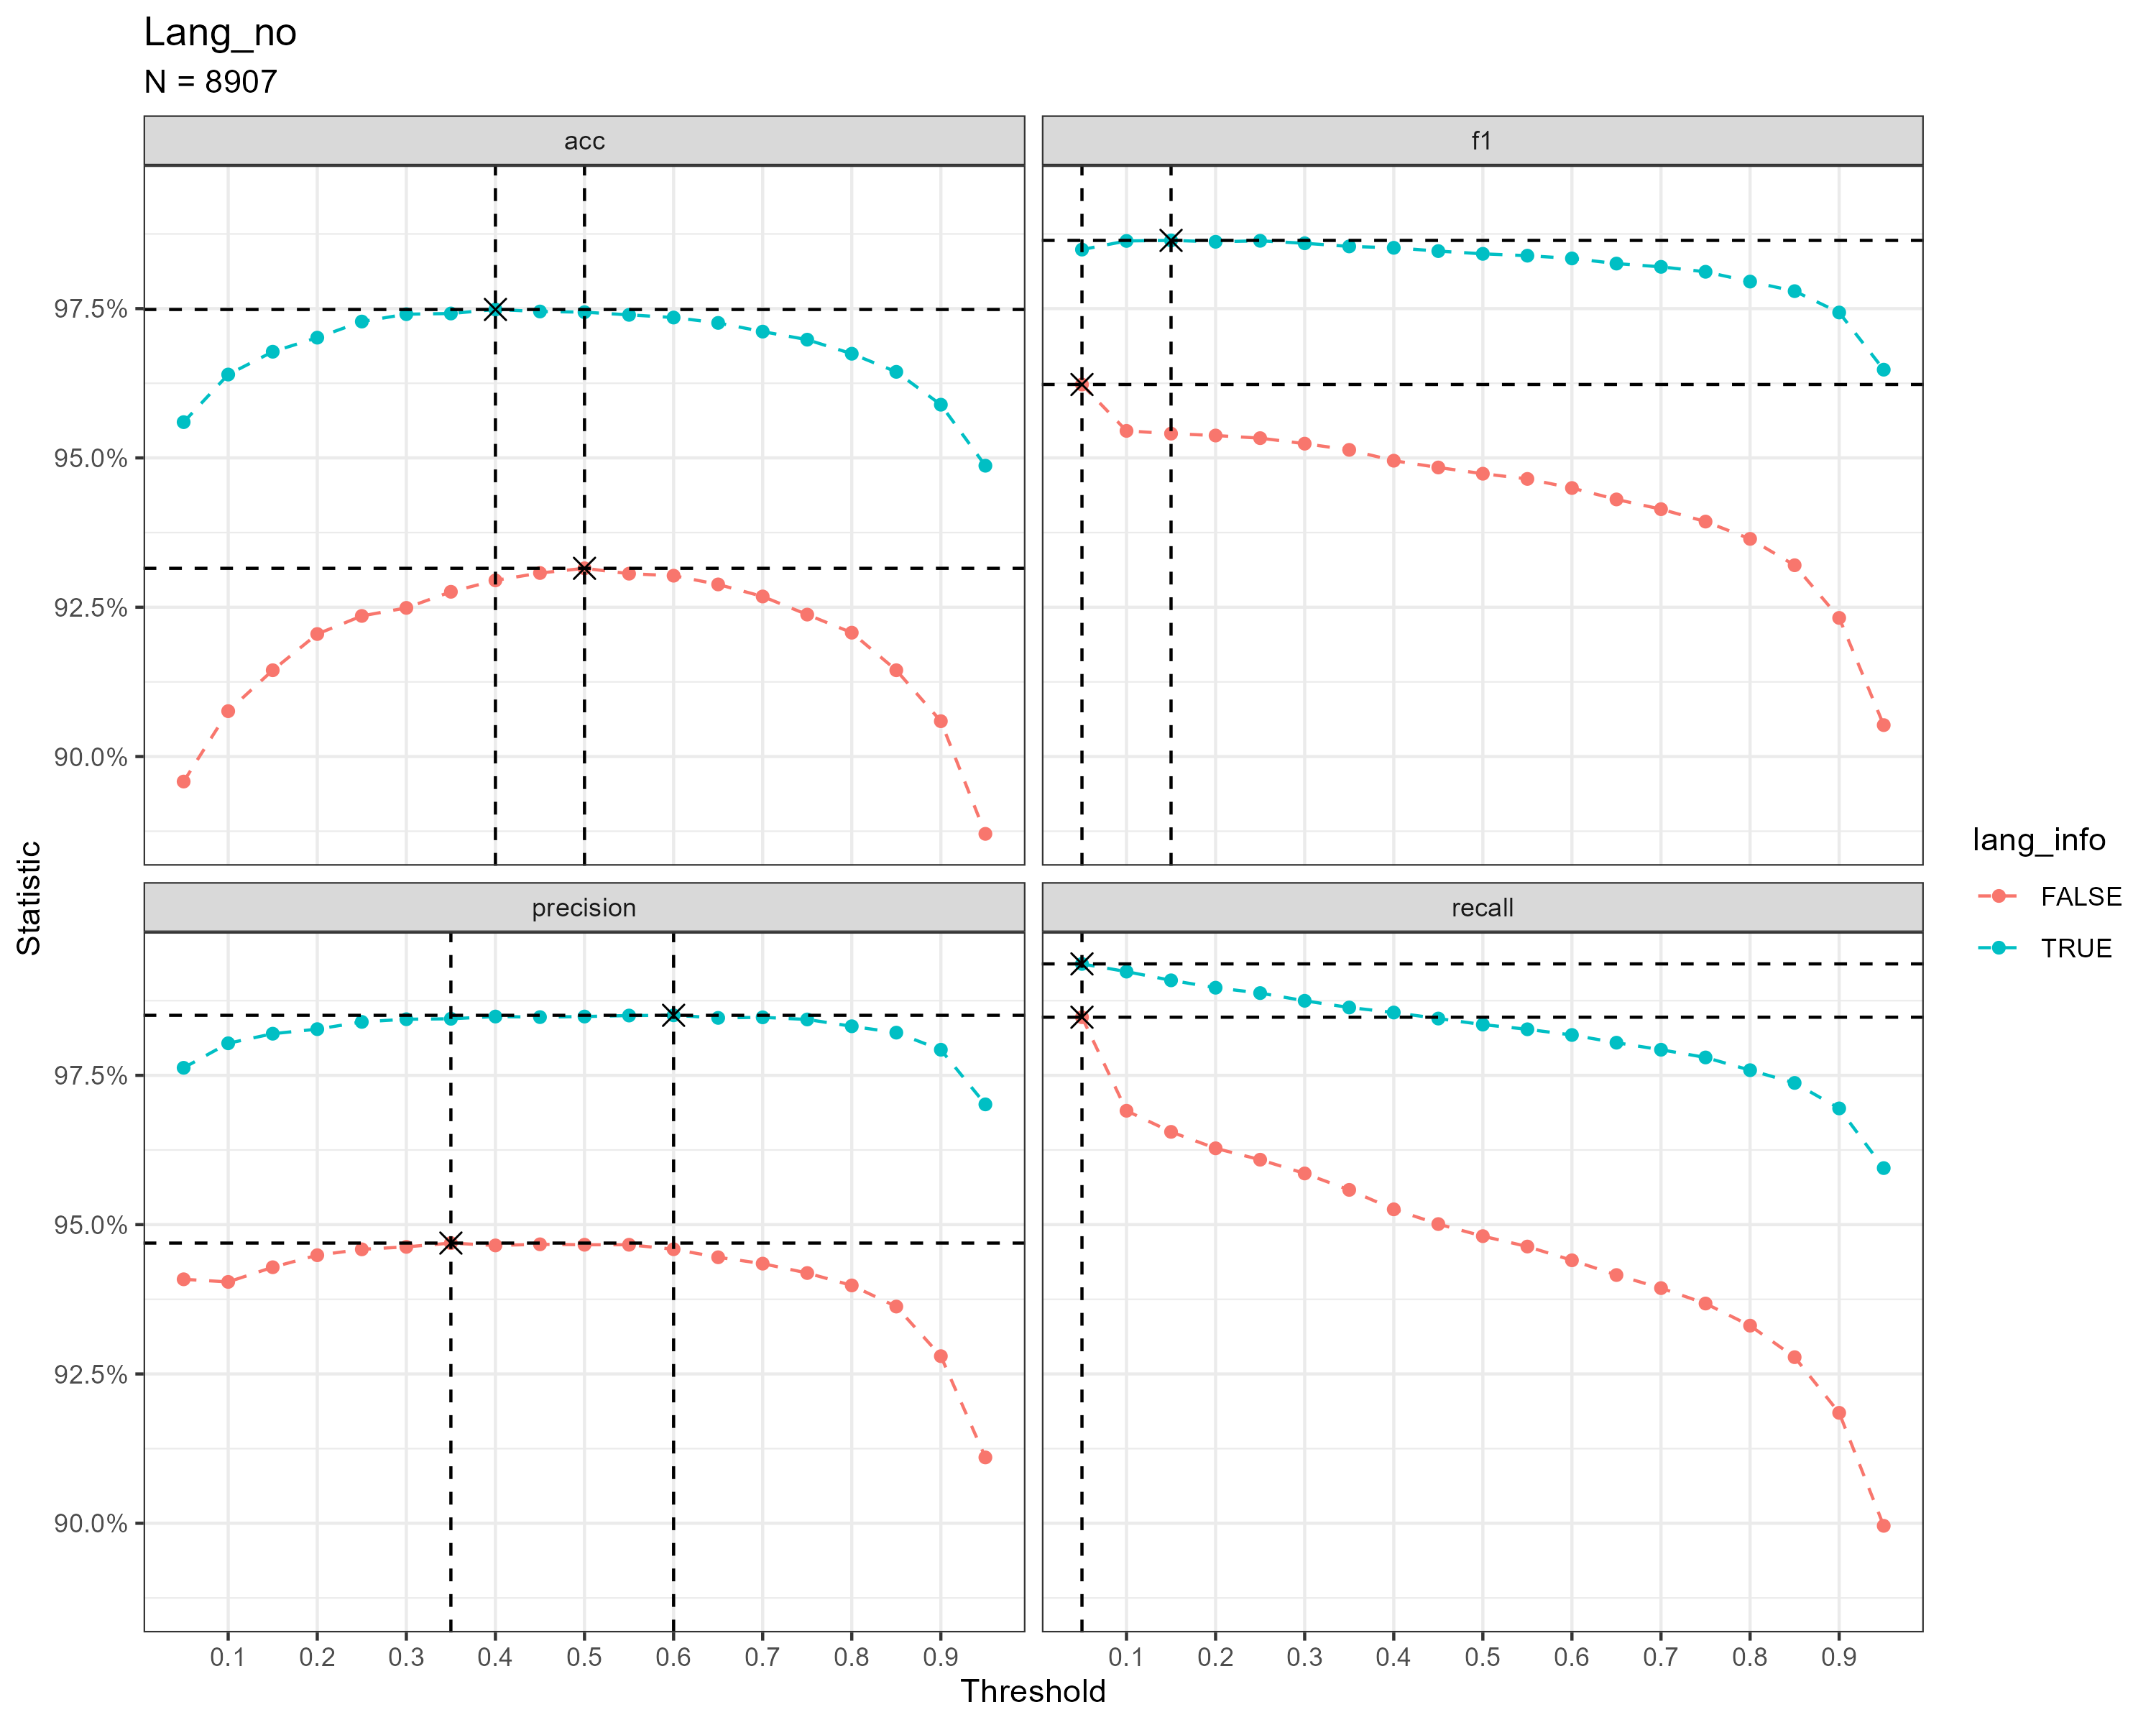 Lang_no
N = 8907
acc
f1
97.5%
95.0%
92.5%
90.0%
precision
recall
97.5%
95.0%
92.5%
90.0%
0.1 0.2 0.3 0.4 0.5 0.6 0.7 0.8 0.9
0.1 0.2 0.3 0.4 0.5 0.6 0.7 0.8 0.9
Threshold
Statistic
lang_info
FALSE
TRUE